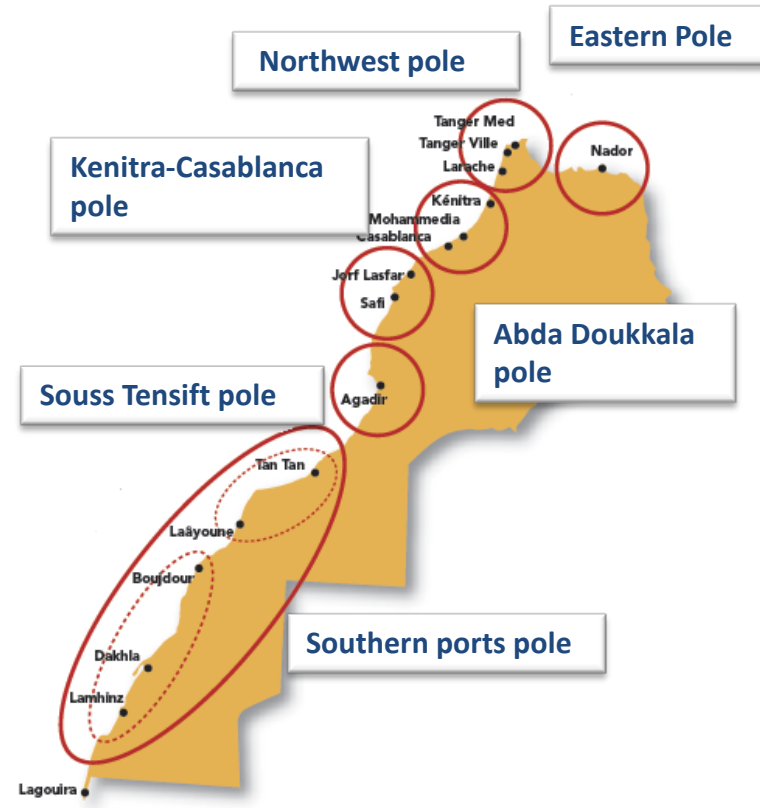 Eastern Pole
Northwest pole
Tanger Med
Tanger Ville
Larache
Nador
Kenitra-Casablanca
pole
Kénitra
Mohammedia
Casablanca
Jorf Lasfar
Safi
Abda Doukkala
pole
Souss Tensift pole
Agadir
Tan Tan
Laâyoune
Boujdour
Southern ports pole
Dakhla
Lamhinz
Lagouira